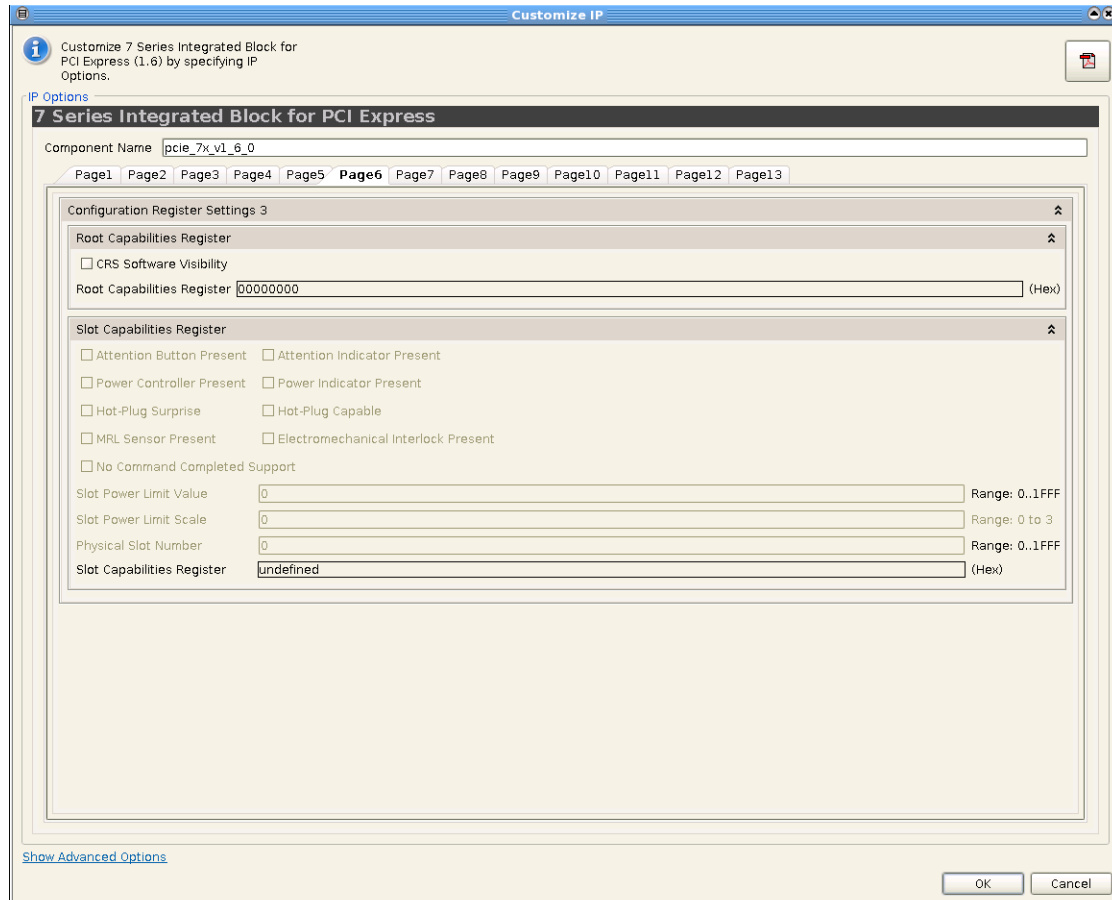 Customize IP
Customize 7 Series Integrated Block for
PCI Express (1.6) by specifying IP
Options.
IP Options
7 Series Integrated Block for PCI Express
Component Name pcie_7x_v1_6_0
Page1 Page2 Page3 Page4 Page5 Page6 Page7 Page8 Page9 Page10 Page11 Page12 Page13
Configuration Register Settings 3
Root Capabilities Register
CRS Software Visibility
Root Capabilities Register 00000000 (Hex)
Slot Capabilities Register
Attention Button Present Attention Indicator Present
Power Controller Present Power Indicator Present
Hot-Plug Surprise Hot-Plug Capable
MRL Sensor Present Electromechanical Interlock Present
No Command Completed Support
Slot Power Limit Value 0 Range: 0..1FFF
Slot Power Limit Scale 0 Range: 0 to 3
Physical Slot Number 0 Range: 0..1FFF
Slot Capabilities Register undefined (Hex)
Show Advanced Options
OK Cancel